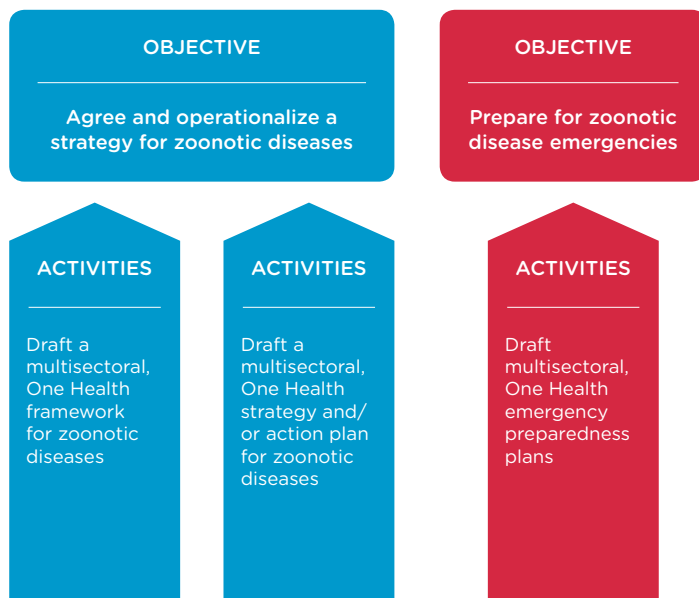 OBJECTIVE
Agree and operationalize a
strategy for zoonotic diseases
OBJECTIVE
Prepare for zoonotic
disease emergencies
ACTIVITIES
Draft a
multisectoral,
One Health
framework
for zoonotic
diseases
ACTIVITIES
Draft a
multisectoral,
One Health
strategy and/
or action plan
for zoonotic
diseases
ACTIVITIES
Draft
multisectoral,
One Health
emergency
preparedness
plans